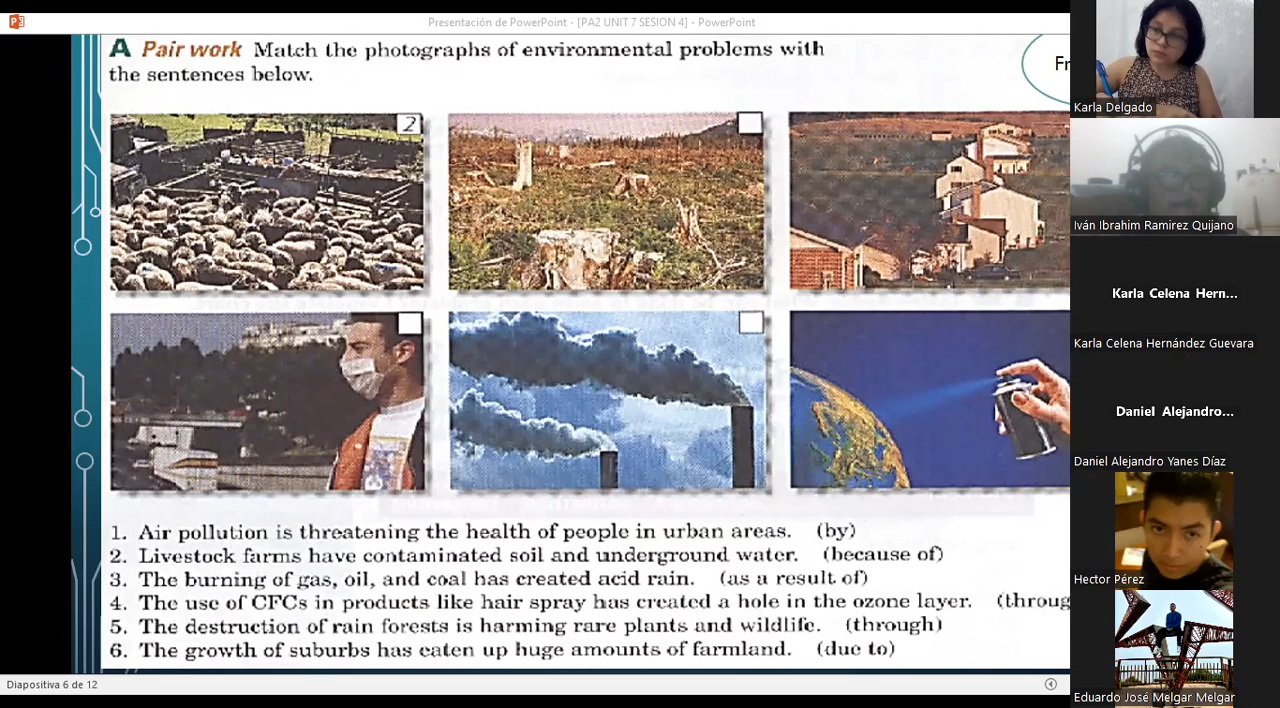 Presentación de PowerPoint - [PA2 UNIT 7 SESION 4] - PowerPoint
A Pair work Match the photographs of environmental problems with
the sentences below.
2
1. Air pollution is threatening the health of people in urban areas. (by)
2. Livestock farms have contaminated soil and underground water. (because of)
3. The burning of gas, oil, and coal has created acid rain. (as a result of)
4. The use of CFCs in products like hair spray has created a hole in the ozone layer. (throug
5. The destruction of rain forests is harming rare plants and wildlife. (through)
6. The growth of suburbs has eaten up huge amounts of farmland. (due to)
Diapositiva 6 de 12
Karla Delgado
Iván Ibrahim Ramirez Quijano
Karla Celena Hern...
Karla Celena Hernández Guevara
Daniel Alejandro...
Daniel Alejandro Yanes Díaz
Hector Pérez
Eduardo José Melgar Melgar